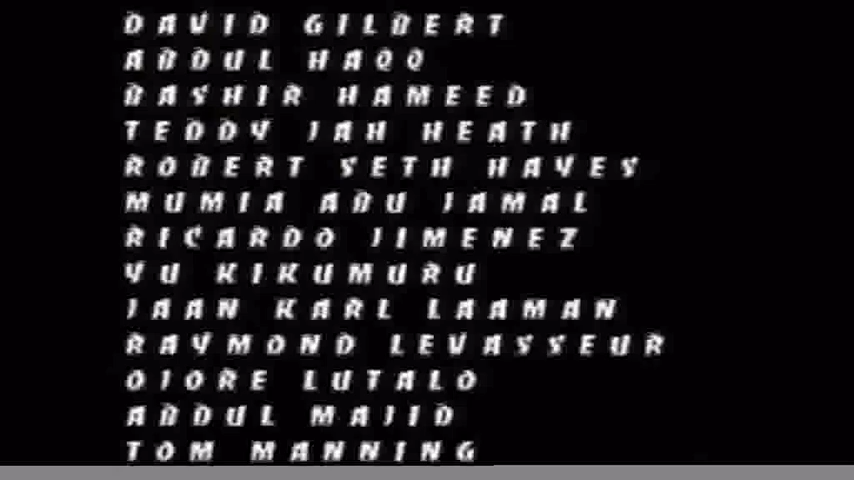 DAVID GILBERT
ABDUL HAQQ
BASHIR HAMEED
TEDDY JAH HEATH
ROBERT SETH HAYES
MUMIA ABU JAMAL
RICARDO JIMENEZ
YU KIKUMURU
JAAN KARL LAAMAN
RAYMOND LEVASSEUR
OJORE LUTALO
ABDUL MAJID
TOM MANNING